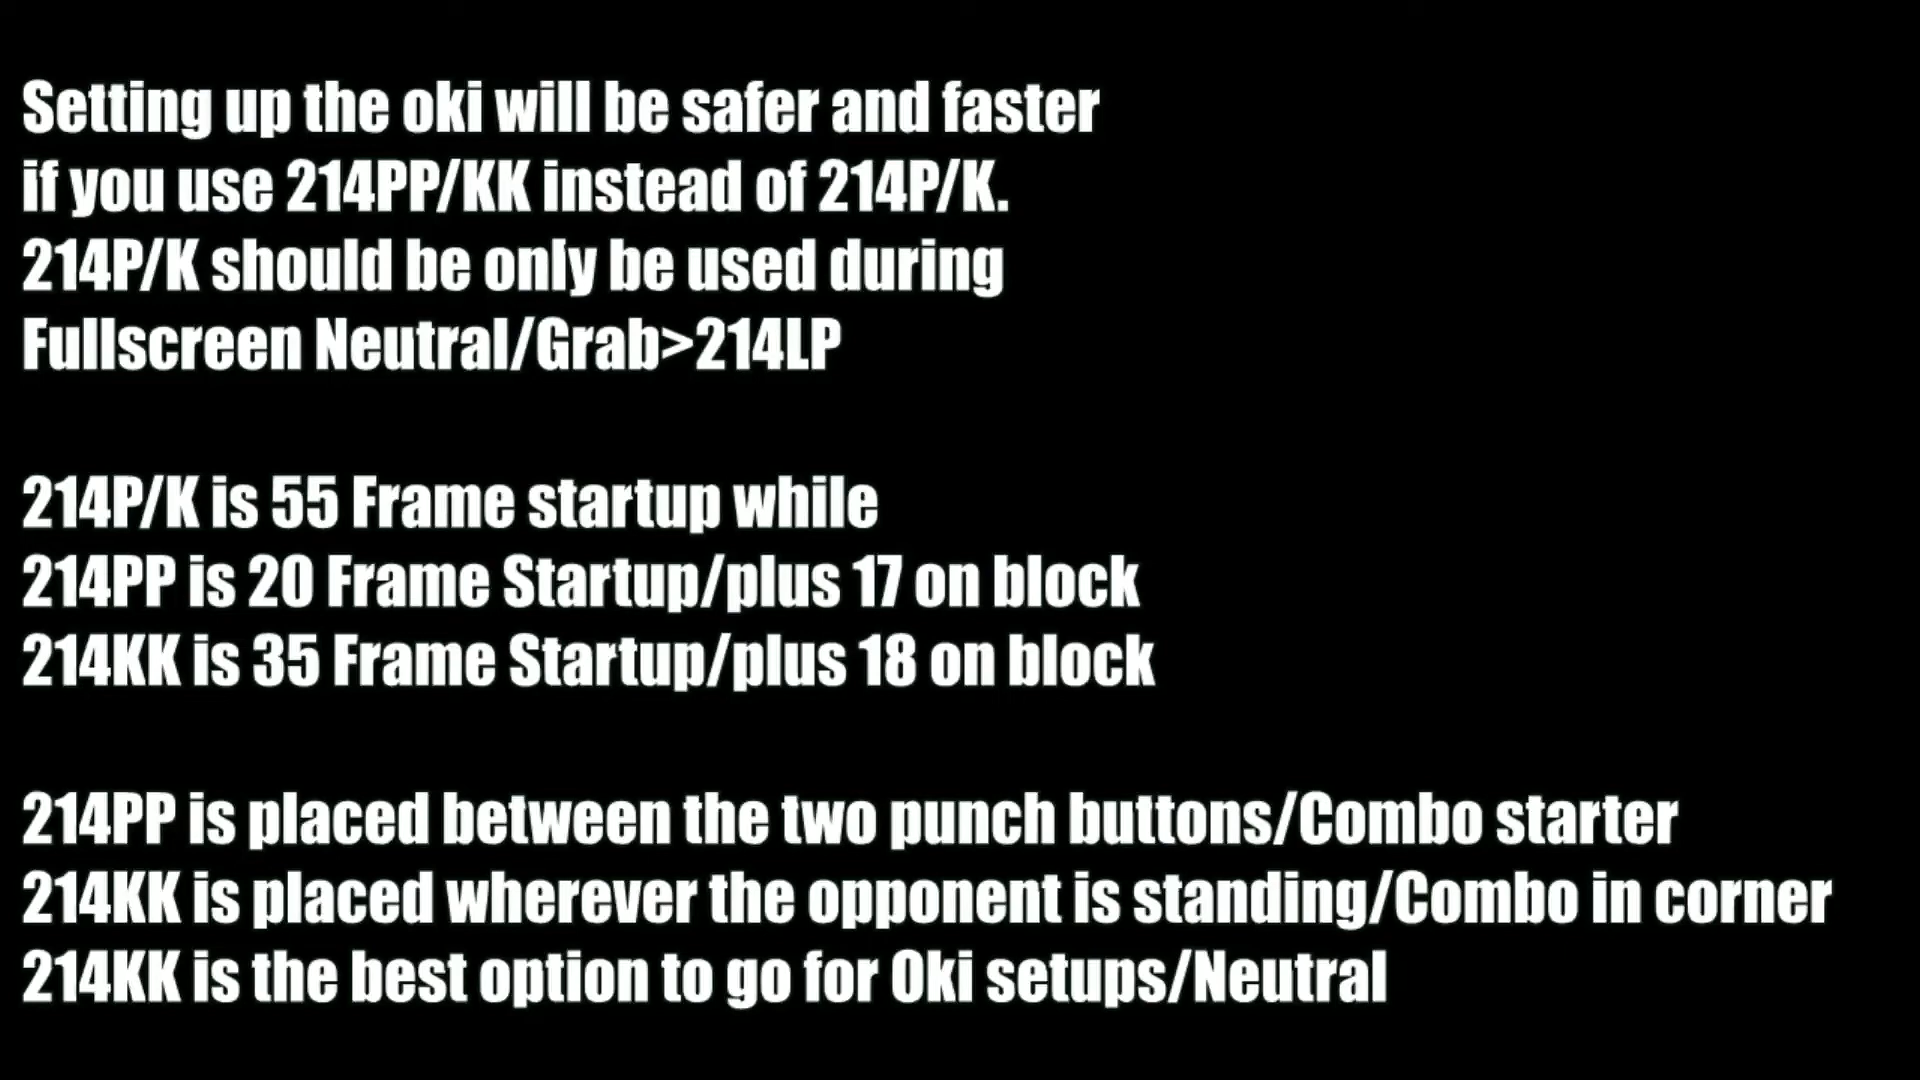 Setting up the oki will be safer and faster
if you use 214PP/KK instead of 214P/K.
214P/K should be only be used during
Fullscreen Neutral/Grab>214LP
214P/K is 55 Frame startup while
214PP is 20 Frame Startup/plus 17 on block
214KK is 35 Frame Startup/plus 18 on block
214PP is placed between the two punch buttons/Combo starter
214KK is placed wherever the opponent is standing/Combo in corner
214KK is the best option to go for Oki setups/Neutral